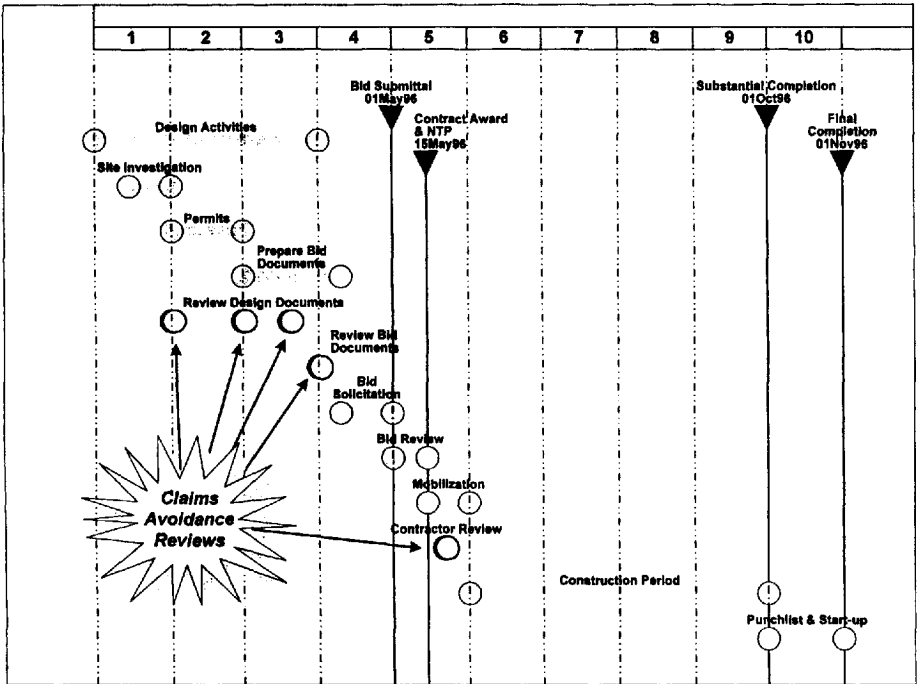 1 2 3 4 5 6 7 8 9 10
Bid Submittal
01May96
Substantial Completion
01Oct96
Contract Award
& NTP
15May96
Final
Completion
01Nov96
Design Activities
Site Investigation
Permits
Prepare Bid
Documents
Review Design Documents
Review Bid
Documents
Bid
Solicitation
Bid Review
Mobilization
Claims
Avoidance
Reviews
Contractor Review
Construction Period
Punchlist & Start-up